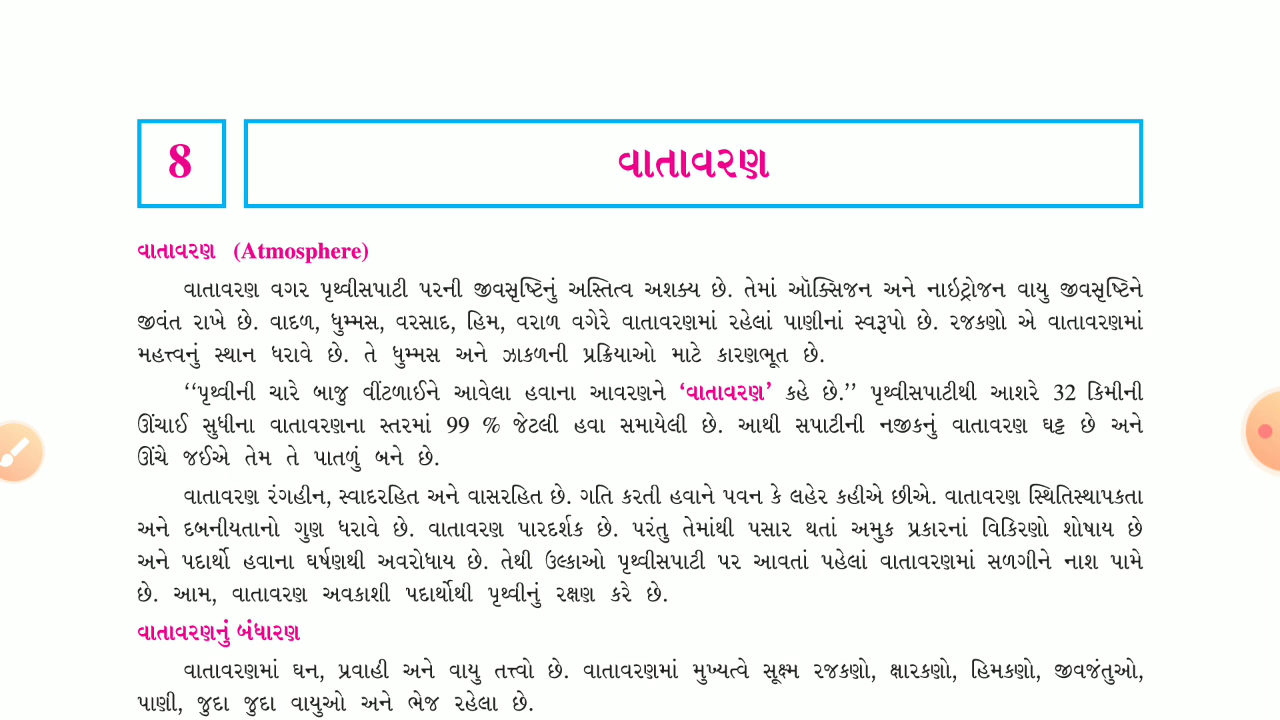 8
વાતાવરણ
વાતાવરણ (Atmosphere)
વાતાવરણ વગર પૃથ્વીસપાટી પરની જીવસૃષ્ટિનું અસ્તિત્વ અશક્ય છે. તેમાં ઑક્સિજન અને નાઇટ્રોજન વાયુ જીવસૃષ્ટિને
જીવંત રાખે છે. વાદળ, ધુમ્મસ, વરસાદ, હિમ, વરાળ વગેરે વાતાવરણમાં રહેલાં પાણીનાં સ્વરૂપો છે. રજકણો એ વાતાવરણમાં
મહત્ત્વનું સ્થાન ધરાવે છે. તે ધુમ્મસ અને ઝાકળની પ્રક્રિયાઓ માટે કારણભૂત છે.
‘‘પૃથ્વીની ચારે બાજુ વીંટળાઈને આવેલા હવાના આવરણને ‘વાતાવરણ’ કહે છે.’’ પૃથ્વીસપાટીથી આશરે 32 કિમીની
ઊંચાઈ સુધીના વાતાવરણના સ્તરમાં 99 % જેટલી હવા સમાયેલી છે. આથી સપાટીની નજીકનું વાતાવરણ ઘટ્ટ છે અને
ઊંચે જઈએ તેમ તે પાતળું બને છે.
વાતાવરણ રંગહીન, સ્વાદરહિત અને વાસરહિત છે. ગતિ કરતી હવાને પવન કે લહેર કહીએ છીએ. વાતાવરણ સ્થિતિસ્થાપકતા
અને દબનીયતાનો ગુણ ધરાવે છે. વાતાવરણ પારદર્શક છે. પરંતુ તેમાંથી પસાર થતાં અમુક પ્રકારનાં વિકિરણો શોષાય છે
અને પદાર્થો હવાના ઘર્ષણથી અવરોધાય છે. તેથી ઉલ્કાઓ પૃથ્વીસપાટી પર આવતાં પહેલાં વાતાવરણમાં સળગીને નાશ પામે
છે. આમ, વાતાવરણ અવકાશી પદાર્થોથી પૃથ્વીનું રક્ષણ કરે છે.
વાતાવરણનું બંધારણ
વાતાવરણમાં ઘન, પ્રવાહી અને વાયુ તત્ત્વો છે. વાતાવરણમાં મુખ્યત્વે સૂક્ષ્મ રજકણો, ક્ષારકણો, હિમકણો, જીવજંતુઓ,
પાણી, જુદા જુદા વાયુઓ અને ભેજ રહેલા છે.